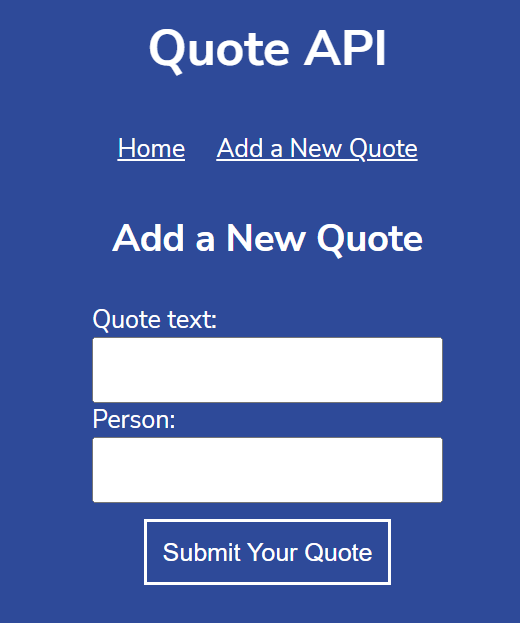 Quote API
Home Add a New Quote
Add a New Quote
Quote text:
Person:
Submit Your Quote